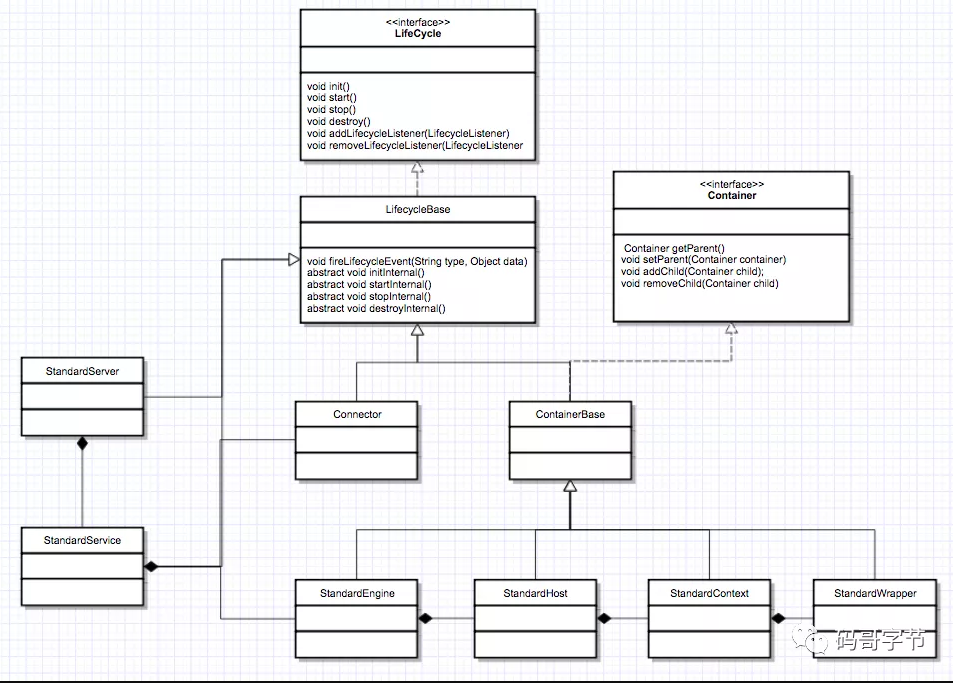 <<interface>>
LifeCycle
void init()
void start()
void stop()
void destroy()
void addLifecycleListener(LifecycleListener)
void removeLifecycleListener(LifecycleListener
LifecycleBase
void fireLifecycleEvent(String type, Object data)
abstract void initInternal()
abstract void startInternal()
abstract void stopInternal()
abstract void destroyInternal()
<<interface>>
Container
Container getParent()
void setParent(Container container)
void addChild(Container child);
void removeChild(Container child)
StandardServer
Connector
ContainerBase
StandardService
StandardEngine
StandardHost
StandardContext
StandardWrapper
码哥字节